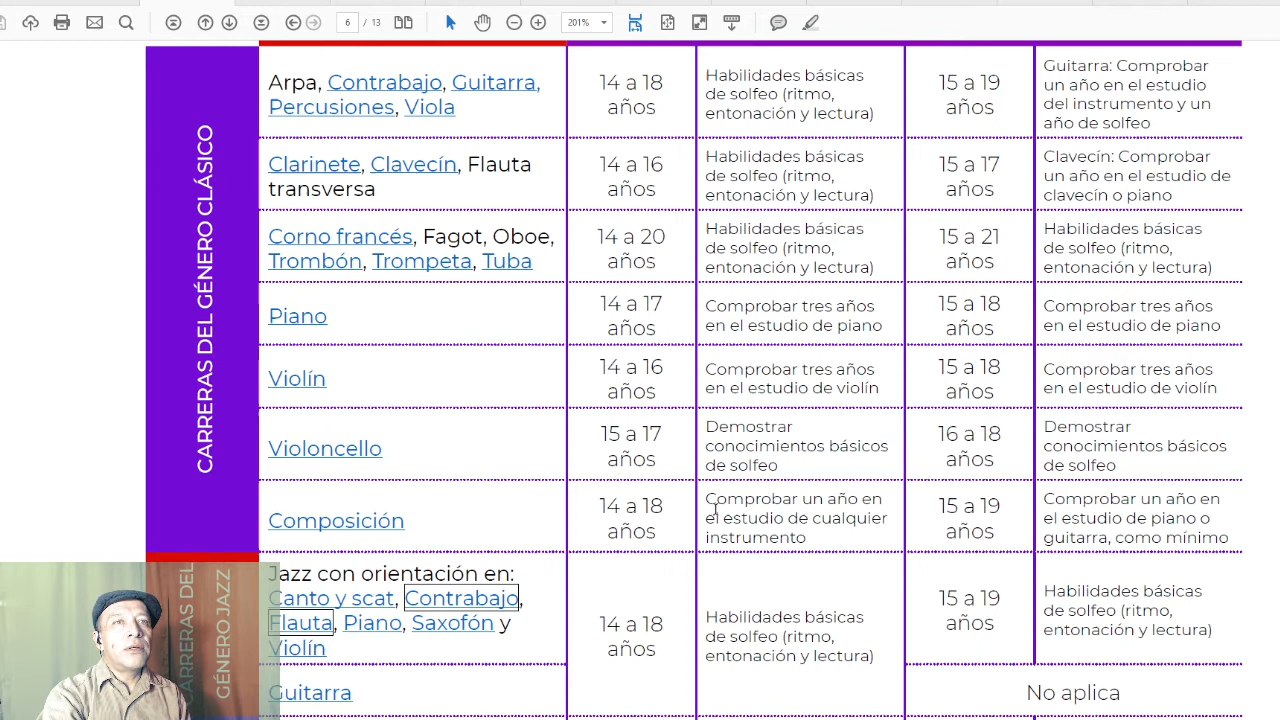 6 / 13
201%
CARRERAS DEL GÉNERO CLÁSICO
Arpa, Contrabajo, Guitarra,
Percusiones, Viola
14 a 18
años
Habilidades básicas
de solfeo (ritmo,
entonación y lectura)
15 a 19
años
Guitarra: Comprobar
un año en el estudio
del instrumento y un
año de solfeo
Clarinete, Clavecín, Flauta
transversa
14 a 16
años
Habilidades básicas
de solfeo (ritmo,
entonación y lectura)
15 a 17
años
Clavecín: Comprobar
un año en el estudio de
clavecín o piano
Corno francés, Fagot, Oboe,
Trombón, Trompeta, Tuba
14 a 20
años
Habilidades básicas
de solfeo (ritmo,
entonación y lectura)
15 a 21
años
Habilidades básicas
de solfeo (ritmo,
entonación y lectura)
Piano
14 a 17
años
Comprobar tres años
en el estudio de piano
15 a 18
años
Comprobar tres años
en el estudio de piano
Violín
14 a 16
años
Comprobar tres años
en el estudio de violín
15 a 18
años
Comprobar tres años
en el estudio de violín
Violoncello
15 a 17
años
Demostrar
conocimientos básicos
de solfeo
16 a 18
años
Demostrar
conocimientos básicos
de solfeo
Composición
14 a 18
años
Comprobar un año en
el estudio de cualquier
instrumento
15 a 19
años
Comprobar un año en
el estudio de piano o
guitarra, como mínimo
CARRERAS DEL
GÉNERO JAZZ
Jazz con orientación en:
Canto y scat, Contrabajo,
Flauta, Piano, Saxofón y
Violín
14 a 18
años
Habilidades básicas
de solfeo (ritmo,
entonación y lectura)
15 a 19
años
Habilidades básicas
de solfeo (ritmo,
entonación y lectura)
Guitarra
No aplica